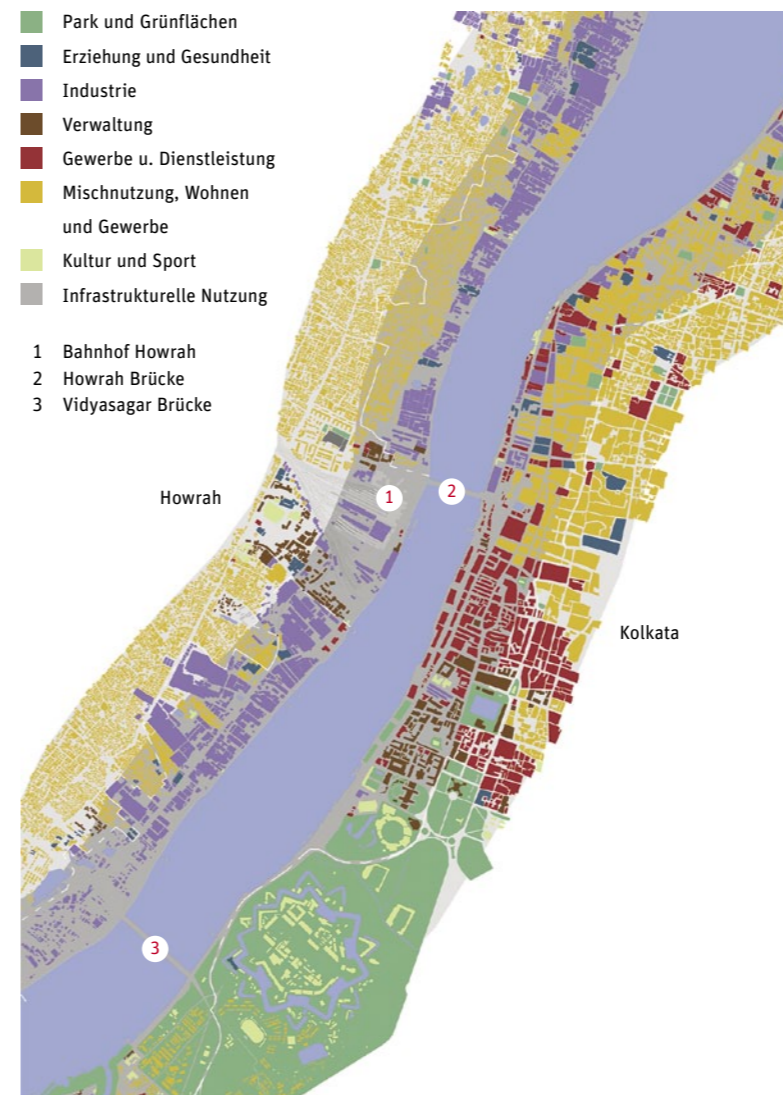 Park und Grünflächen
Erziehung und Gesundheit
Industrie
Verwaltung
Gewerbe u. Dienstleistung
Mischnutzung, Wohnen
und Gewerbe
Kultur und Sport
Infrastrukturelle Nutzung
1 Bahnhof Howrah
2 Howrah Brücke
3 Vidyasagar Brücke
Howrah
1
2
Kolkata
3